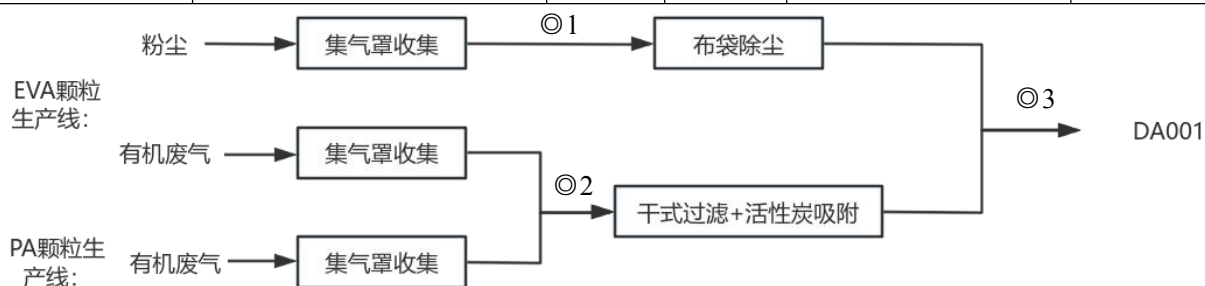 粉尘
集气罩收集
◎1
布袋除尘
EVA颗粒
生产线：
◎3
DA001
有机废气
集气罩收集
◎2
干式过滤+活性炭吸附
PA颗粒生
产线：
有机废气
集气罩收集